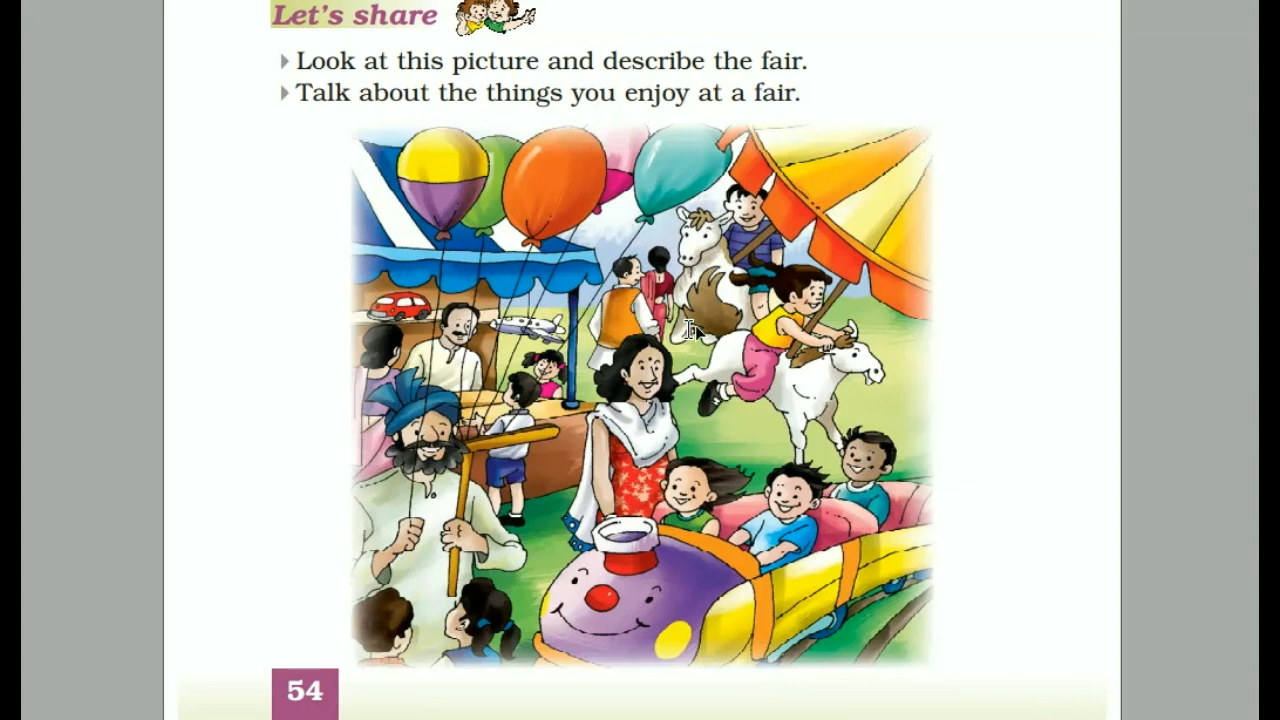 Let's share
Look at this picture and describe the fair.
Talk about the things you enjoy at a fair.
54